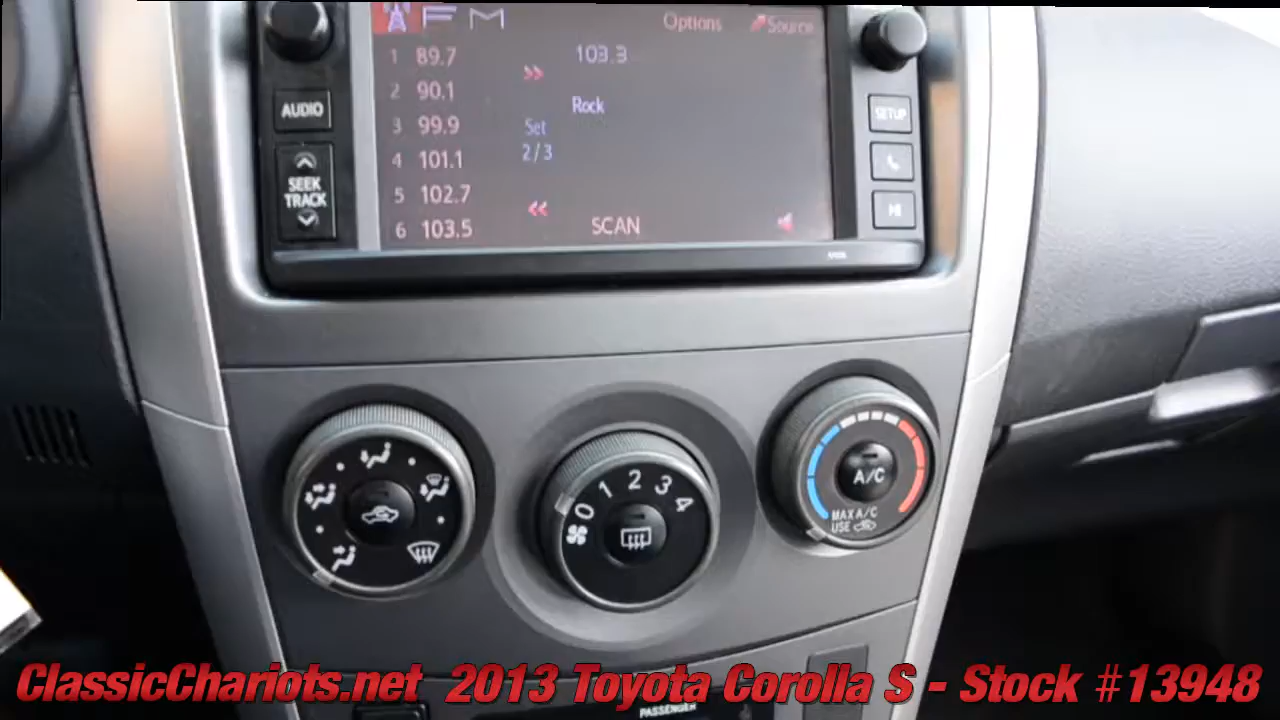 FM Options Source
1 89.7 103.3
2 90.1 Rock
3 99.9 Set
4 101.1 2/3
5 102.7
6 103.5 SCAN
AUDIO
SEEK
TRACK
SETUP
0 1 2 3 4
A/C
MAX A/C
USE
PASSENGER
ClassicChariots.net 2013 Toyota Corolla S - Stock #13948